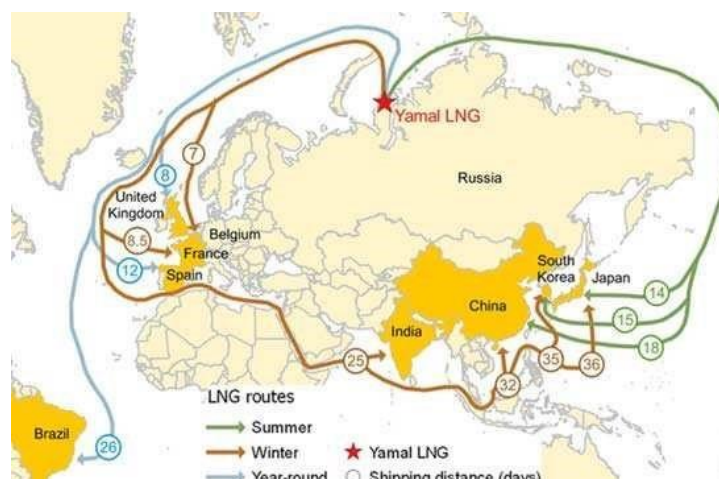 Yamal LNG
Russia
7
8
United
Kingdom
8.5
Belgium
France
12
Spain
South
Korea
Japan
China
India
14
15
18
25
32
35
36
Brazil
26
LNG routes
Summer
Winter
Yamal LNG
Year-round
Shipping distance (days)